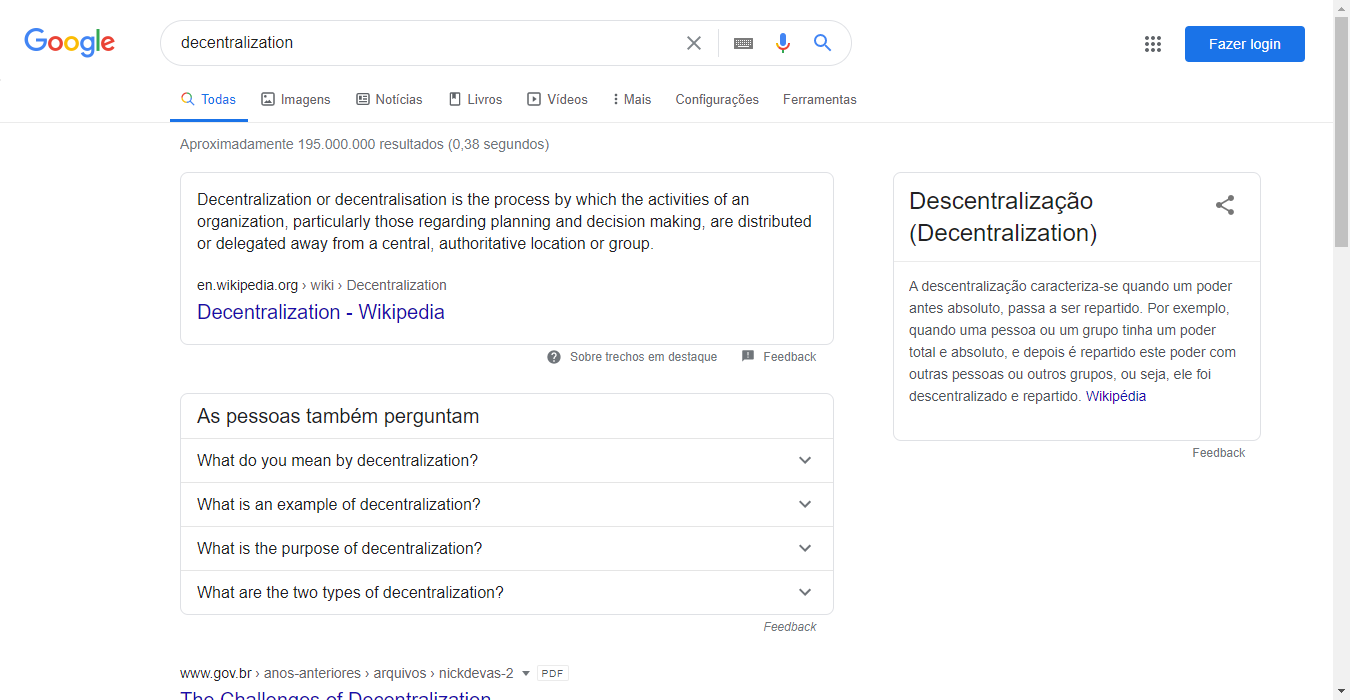 Google
decentralization
Fazer login
Todas
Imagens
Notícias
Livros
Vídeos
Mais
Configurações
Ferramentas
Aproximadamente 195.000.000 resultados (0,38 segundos)
Decentralization or decentralisation is the process by which the activities of an
organization, particularly those regarding planning and decision making, are distributed
or delegated away from a central, authoritative location or group.
en.wikipedia.org › wiki › Decentralization
Decentralization - Wikipedia
Sobre trechos em destaque
Feedback
As pessoas também perguntam
What do you mean by decentralization?
What is an example of decentralization?
What is the purpose of decentralization?
What are the two types of decentralization?
Feedback
www.gov.br › anos-anteriores › arquivos › nickdevas-2
PDF
The Challenges of Decentralization
Descentralização
(Decentralization)
A descentralização caracteriza-se quando um poder
antes absoluto, passa a ser repartido. Por exemplo,
quando uma pessoa ou um grupo tinha um poder
total e absoluto, e depois é repartido este poder com
outras pessoas ou outros grupos, ou seja, ele foi
descentralizado e repartido. Wikipédia
Feedback